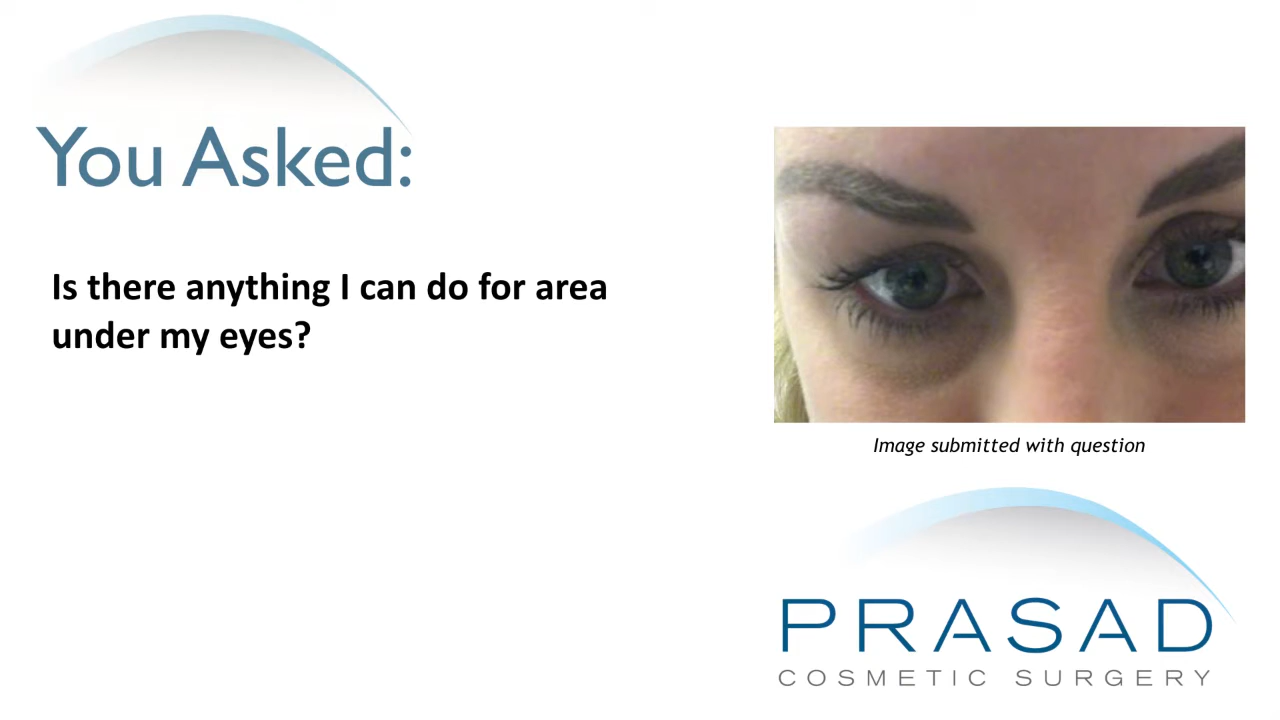 You Asked:
Is there anything I can do for area
under my eyes?
Image submitted with question
PRASAD
COSMETIC SURGERY